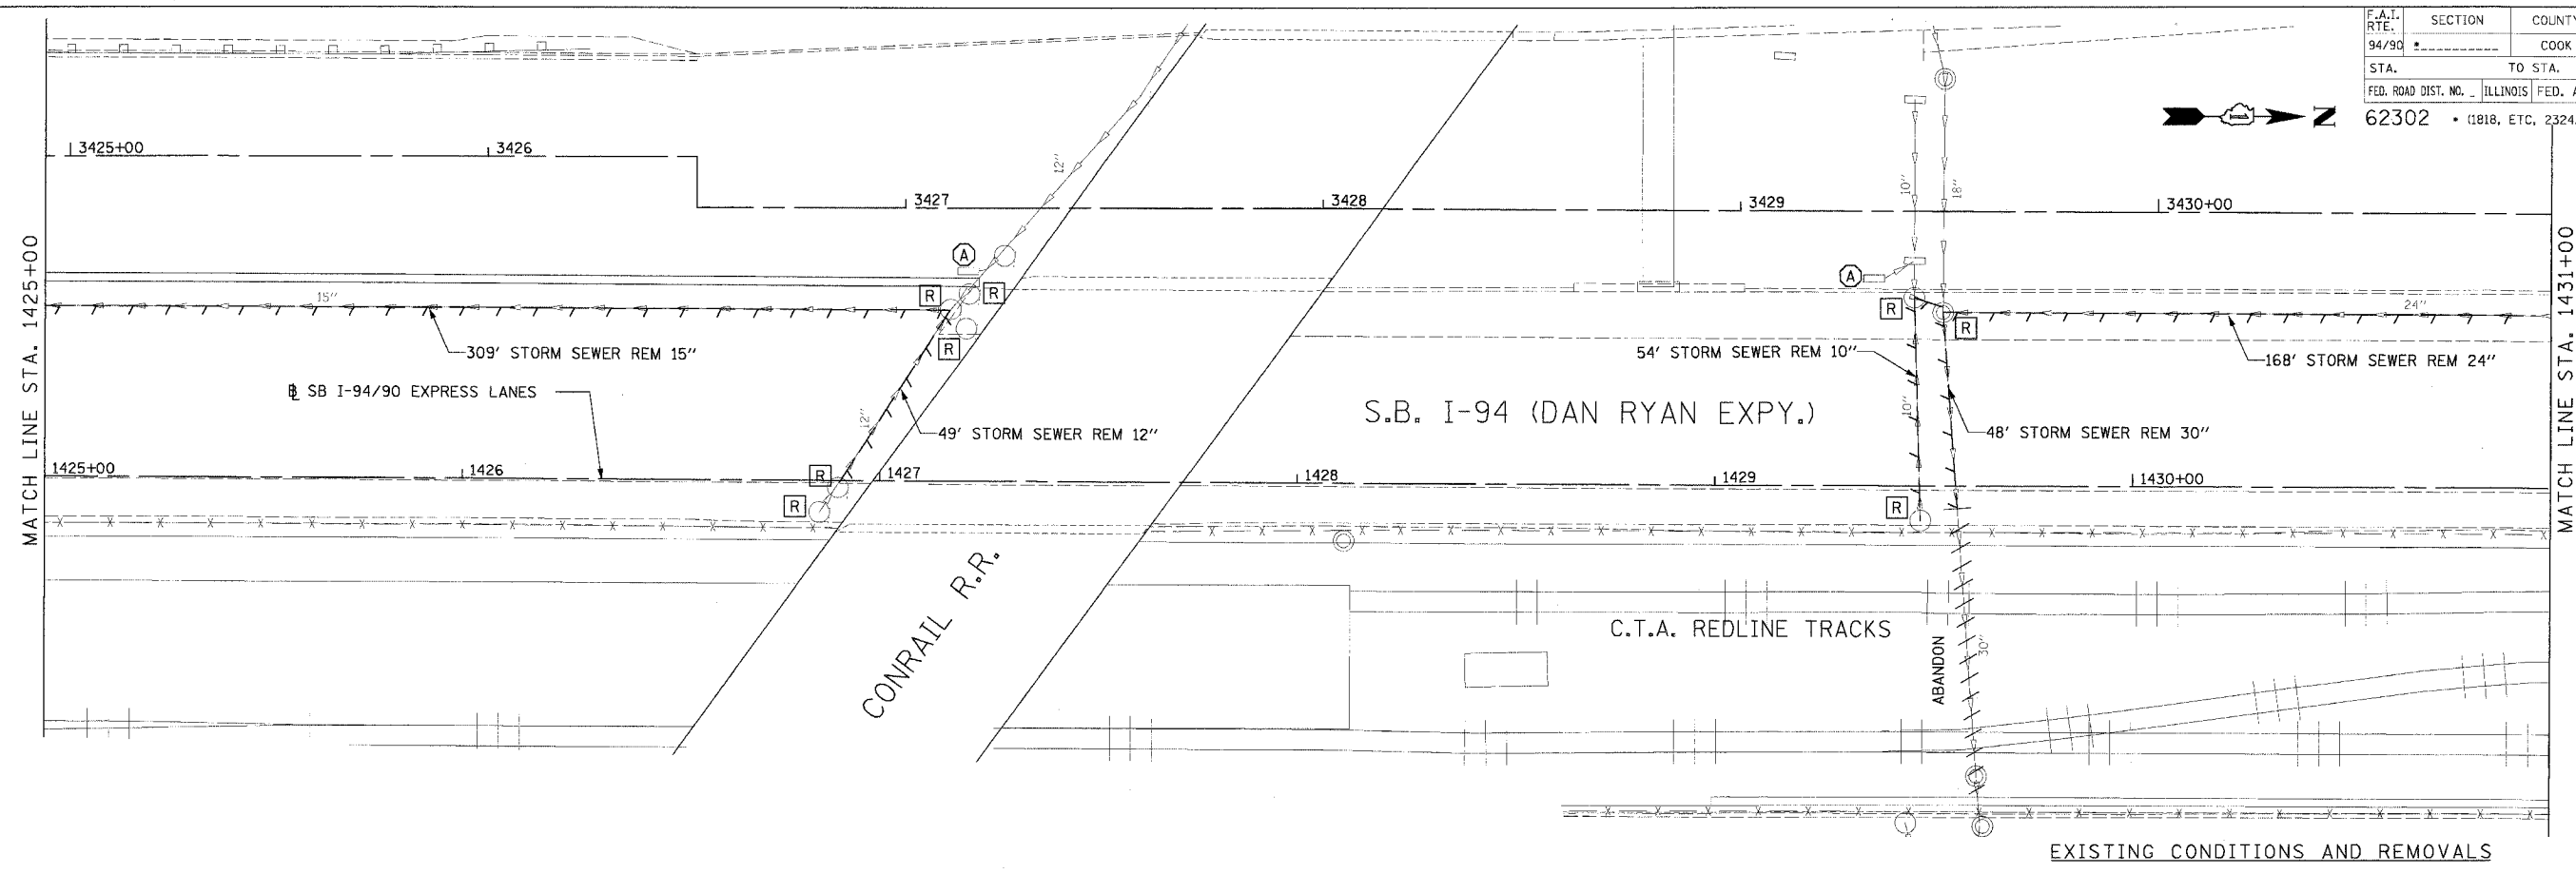 F.A.I. RTE. SECTION COUNTY
94/90 * COOK
STA. TO STA.
FED. ROAD DIST. NO. _ ILLINOIS FED. A
62302 * (1818, ETC, 2324
N
3425+00 3426 3427 3428 3429 3430+00
12"
10"
18"
MATCH LINE STA. 1425+00
MATCH LINE STA. 1431+00
A
A
R R
R
R
R
15"
24"
309' STORM SEWER REM 15"
54' STORM SEWER REM 10"
168' STORM SEWER REM 24"
SB I-94/90 EXPRESS LANES
S.B. I-94 (DAN RYAN EXPY.)
12"
10"
49' STORM SEWER REM 12"
48' STORM SEWER REM 30"
1425+00 1426 1427 1428 1429 1430+00
R
R
R
CONRAIL R.R.
C.T.A. REDLINE TRACKS
ABANDON
30"
EXISTING CONDITIONS AND REMOVALS